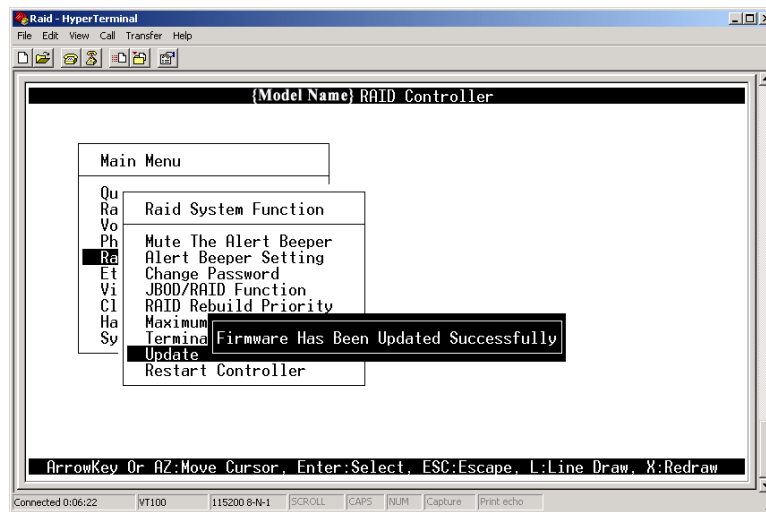 Raid - HyperTerminal
File Edit View Call Transfer Help
{Model Name} RAID Controller
Main Menu
Qu
Ra
Vo
Ph
Ra
Et
Vi
Cl
Ha
Sy
Raid System Function
Mute The Alert Beeper
Alert Beeper Setting
Change Password
JBOD/RAID Function
RAID Rebuild Priority
Maximum
Termina
Update
Restart Controller
Firmware Has Been Updated Successfully
ArrowKey Or AZ:Move Cursor, Enter:Select, ESC:Escape, L:Line Draw, X:Redraw
Connected 0:06:22 VT100 115200 8-N-1 SCROLL CAPS NUM Capture Print echo